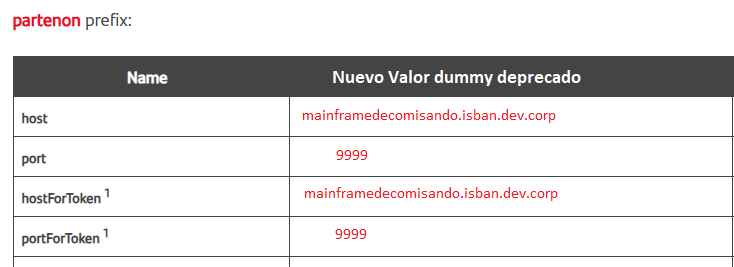 partenon prefix:
Name Nuevo Valor dummy deprecado
host mainframedecomisando.isban.dev.corp
port 9999
hostForToken 1 mainframedecomisando.isban.dev.corp
portForToken 1 9999